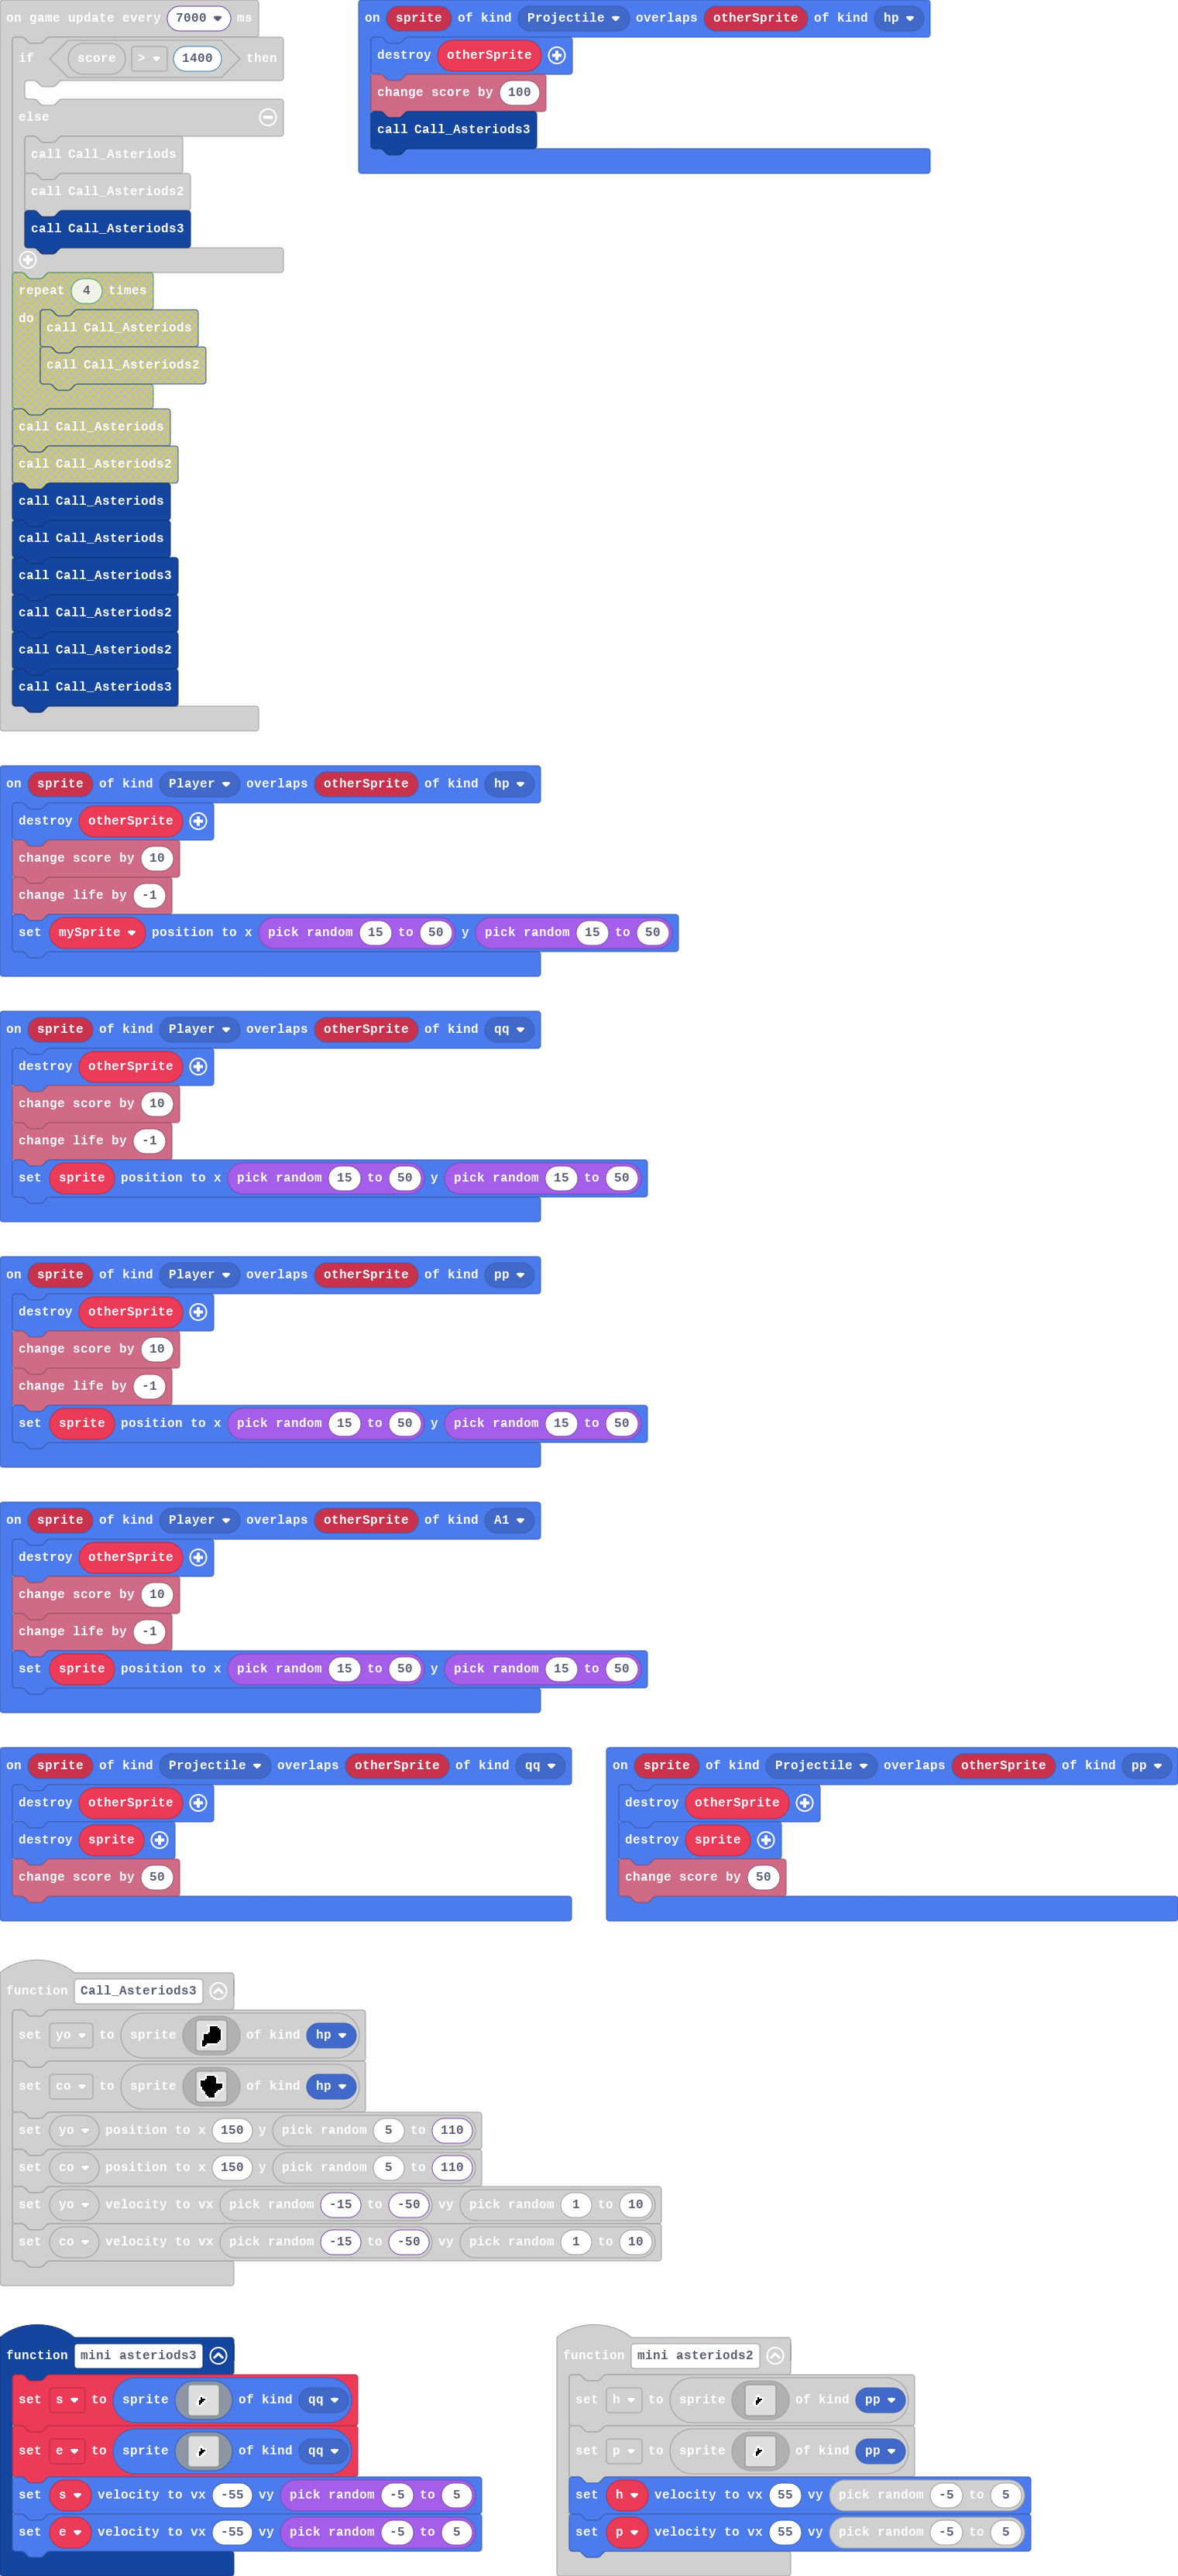 on game update every 7000 ms
if score > 1400 then
else
call Call_Asteriods
call Call_Asteriods2
call Call_Asteriods3
repeat 4 times
do
call Call_Asteriods
call Call_Asteriods2
call Call_Asteriods
call Call_Asteriods2
call Call_Asteriods
call Call_Asteriods
call Call_Asteriods3
call Call_Asteriods2
call Call_Asteriods2
call Call_Asteriods3
on sprite of kind Projectile overlaps otherSprite of kind hp
destroy otherSprite
change score by 100
call Call_Asteriods3
on sprite of kind Player overlaps otherSprite of kind hp
destroy otherSprite
change score by 10
change life by -1
set mySprite position to x pick random 15 to 50 y pick random 15 to 50
on sprite of kind Player overlaps otherSprite of kind qq
destroy otherSprite
change score by 10
change life by -1
set sprite position to x pick random 15 to 50 y pick random 15 to 50
on sprite of kind Player overlaps otherSprite of kind pp
destroy otherSprite
change score by 10
change life by -1
set sprite position to x pick random 15 to 50 y pick random 15 to 50
on sprite of kind Player overlaps otherSprite of kind A1
destroy otherSprite
change score by 10
change life by -1
set sprite position to x pick random 15 to 50 y pick random 15 to 50
on sprite of kind Projectile overlaps otherSprite of kind qq
destroy otherSprite
destroy sprite
change score by 50
on sprite of kind Projectile overlaps otherSprite of kind pp
destroy otherSprite
destroy sprite
change score by 50
function Call_Asteriods3
set yo to sprite of kind hp
set co to sprite of kind hp
set yo position to x 150 y pick random 5 to 110
set co position to x 150 y pick random 5 to 110
set yo velocity to vx pick random -15 to -50 vy pick random 1 to 10
set co velocity to vx pick random -15 to -50 vy pick random 1 to 10
function mini asteriods3
set s to sprite of kind qq
set e to sprite of kind qq
set s velocity to vx -55 vy pick random -5 to 5
set e velocity to vx -55 vy pick random -5 to 5
function mini asteriods2
set h to sprite of kind pp
set p to sprite of kind pp
set h velocity to vx 55 vy pick random -5 to 5
set p velocity to vx 55 vy pick random -5 to 5